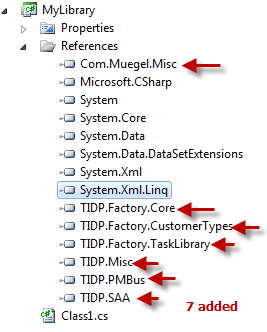 MyLibrary
Properties
References
Com.Muegel.Misc
Microsoft.CSharp
System
System.Core
System.Data
System.Data.DataSetExtensions
System.Xml
System.Xml.Linq
TIDP.Factory.Core
TIDP.Factory.CustomerTypes
TIDP.Factory.TaskLibrary
TIDP.Misc
TIDP.PMBus
TIDP.SAA
7 added
Class1.cs